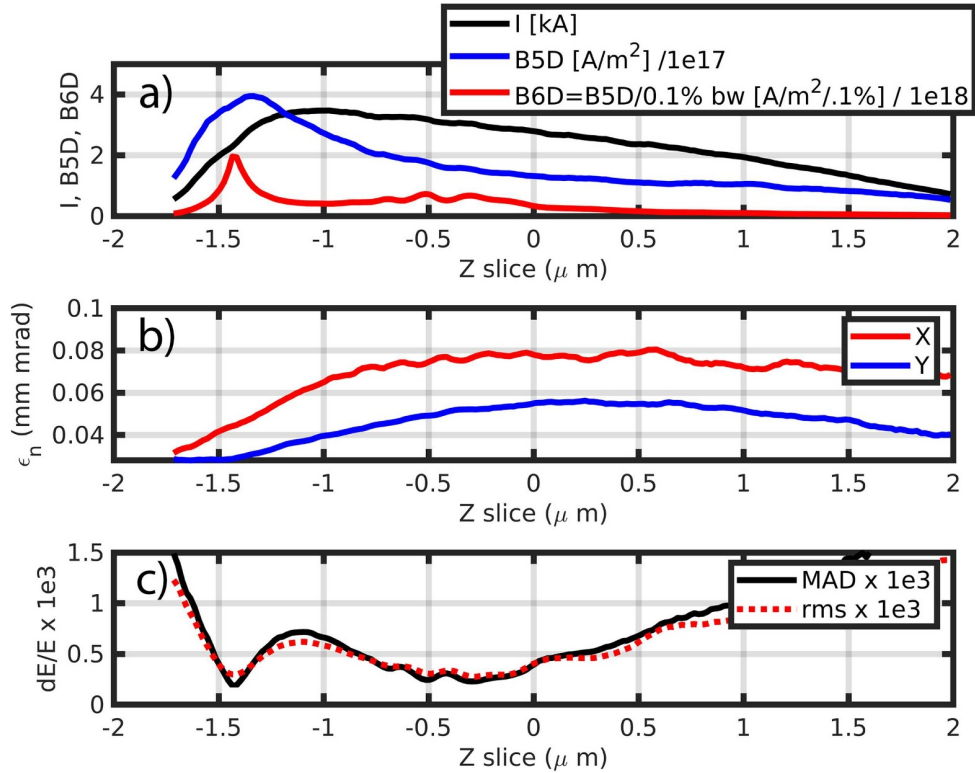 I [kA]
B5D [A/m²] /1e17
B6D=B5D/0.1% bw [A/m²/.1%] / 1e18
a)
I, B5D, B6D
4
2
0
-2 -1.5 -1 -0.5 0 0.5 1 1.5 2
Z slice (μ m)
b)
X
Y
ϵn (mm mrad)
0.1
0.08
0.06
0.04
-2 -1.5 -1 -0.5 0 0.5 1 1.5 2
Z slice (μ m)
c)
MAD x 1e3
rms x 1e3
dE/E x 1e3
1.5
1
0.5
0
-2 -1.5 -1 -0.5 0 0.5 1 1.5 2
Z slice (μ m)